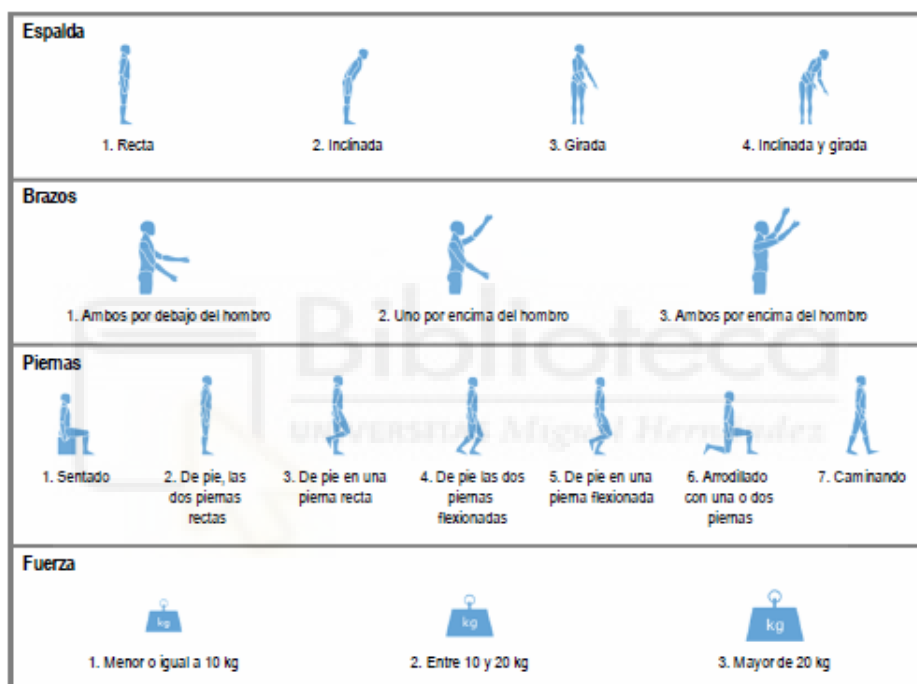 Espalda
1. Recta
2. Inclinada
3. Girada
4. Inclinada y girada
Brazos
1. Ambos por debajo del hombro
2. Uno por encima del hombro
3. Ambos por encima del hombro
Biblioteca
UNIVERSITAS Miguel Hernández
Piernas
1. Sentado
2. De pie, las
dos piernas
rectas
3. De pie en una
pierna recta
4. De pie las dos
piernas
flexionadas
5. De pie en una
pierna flexionada
6. Arrodillado
con una o dos
piernas
7. Caminando
Fuerza
kg
kg
kg
1. Menor o igual a 10 kg
2. Entre 10 y 20 kg
3. Mayor de 20 kg